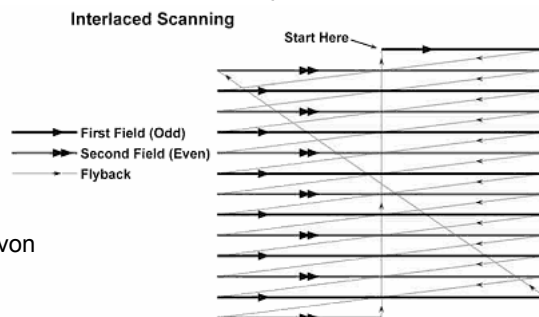 Interlaced Scanning
Start Here
First Field (Odd)
Second Field (Even)
Flyback
von